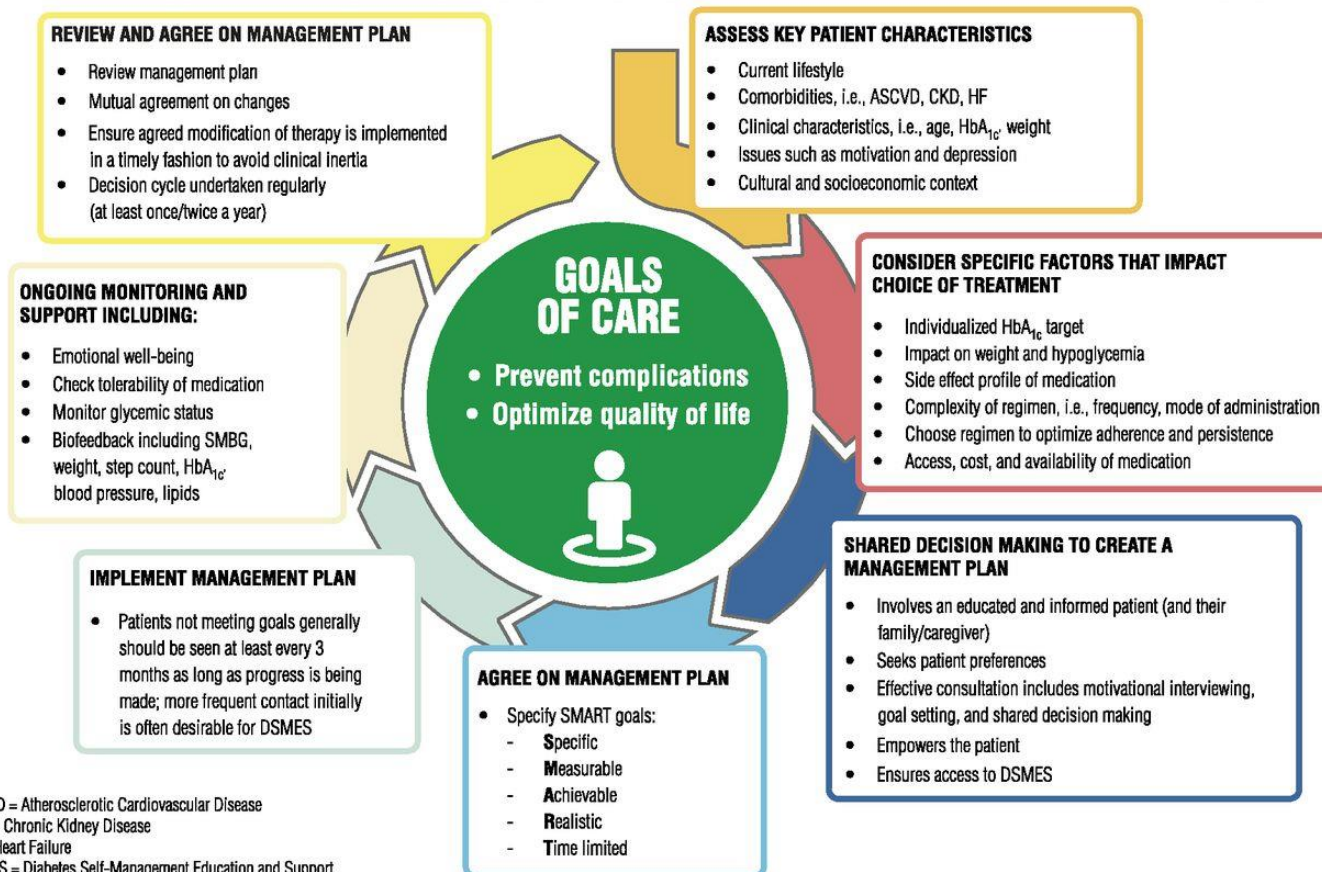 REVIEW AND AGREE ON MANAGEMENT PLAN
• Review management plan
• Mutual agreement on changes
• Ensure agreed modification of therapy is implemented
in a timely fashion to avoid clinical inertia
• Decision cycle undertaken regularly
(at least once/twice a year)
ASSESS KEY PATIENT CHARACTERISTICS
• Current lifestyle
• Comorbidities, i.e., ASCVD, CKD, HF
• Clinical characteristics, i.e., age, HbA1c, weight
• Issues such as motivation and depression
• Cultural and socioeconomic context
CONSIDER SPECIFIC FACTORS THAT IMPACT
CHOICE OF TREATMENT
• Individualized HbA1c target
• Impact on weight and hypoglycemia
• Side effect profile of medication
• Complexity of regimen, i.e., frequency, mode of administration
• Choose regimen to optimize adherence and persistence
• Access, cost, and availability of medication
SHARED DECISION MAKING TO CREATE A
MANAGEMENT PLAN
• Involves an educated and informed patient (and their
family/caregiver)
• Seeks patient preferences
• Effective consultation includes motivational interviewing,
goal setting, and shared decision making
• Empowers the patient
• Ensures access to DSMES
AGREE ON MANAGEMENT PLAN
• Specify SMART goals:
- Specific
- Measurable
- Achievable
- Realistic
- Time limited
IMPLEMENT MANAGEMENT PLAN
• Patients not meeting goals generally
should be seen at least every 3
months as long as progress is being
made; more frequent contact initially
is often desirable for DSMES
ONGOING MONITORING AND
SUPPORT INCLUDING:
• Emotional well-being
• Check tolerability of medication
• Monitor glycemic status
• Biofeedback including SMBG,
weight, step count, HbA1c,
blood pressure, lipids
GOALS
OF CARE
• Prevent complications
• Optimize quality of life
D = Atherosclerotic Cardiovascular Disease
Chronic Kidney Disease
Heart Failure
S = Diabetes Self-Management Education and Support